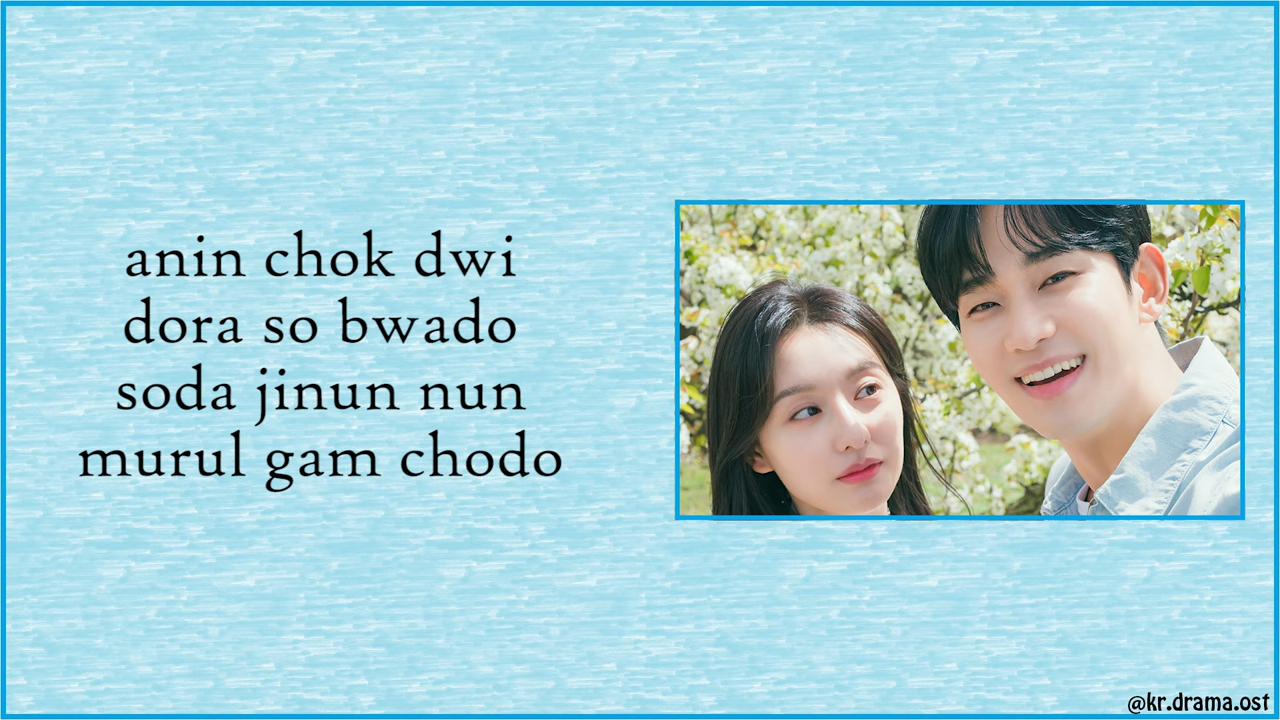 anin chok dwi
dora so bwado
soda jinun nun
murul gam chodo
@kr.drama.ost